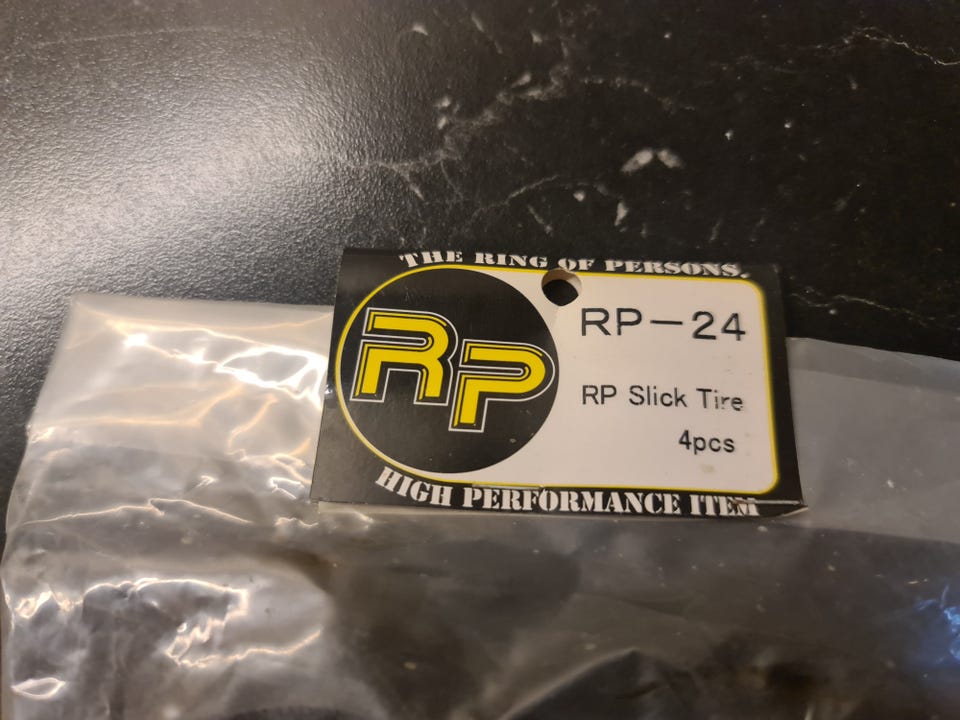 THE RING OF PERSONS.
RP
RP-24
RP Slick Tire
4pcs
HIGH PERFORMANCE ITEM